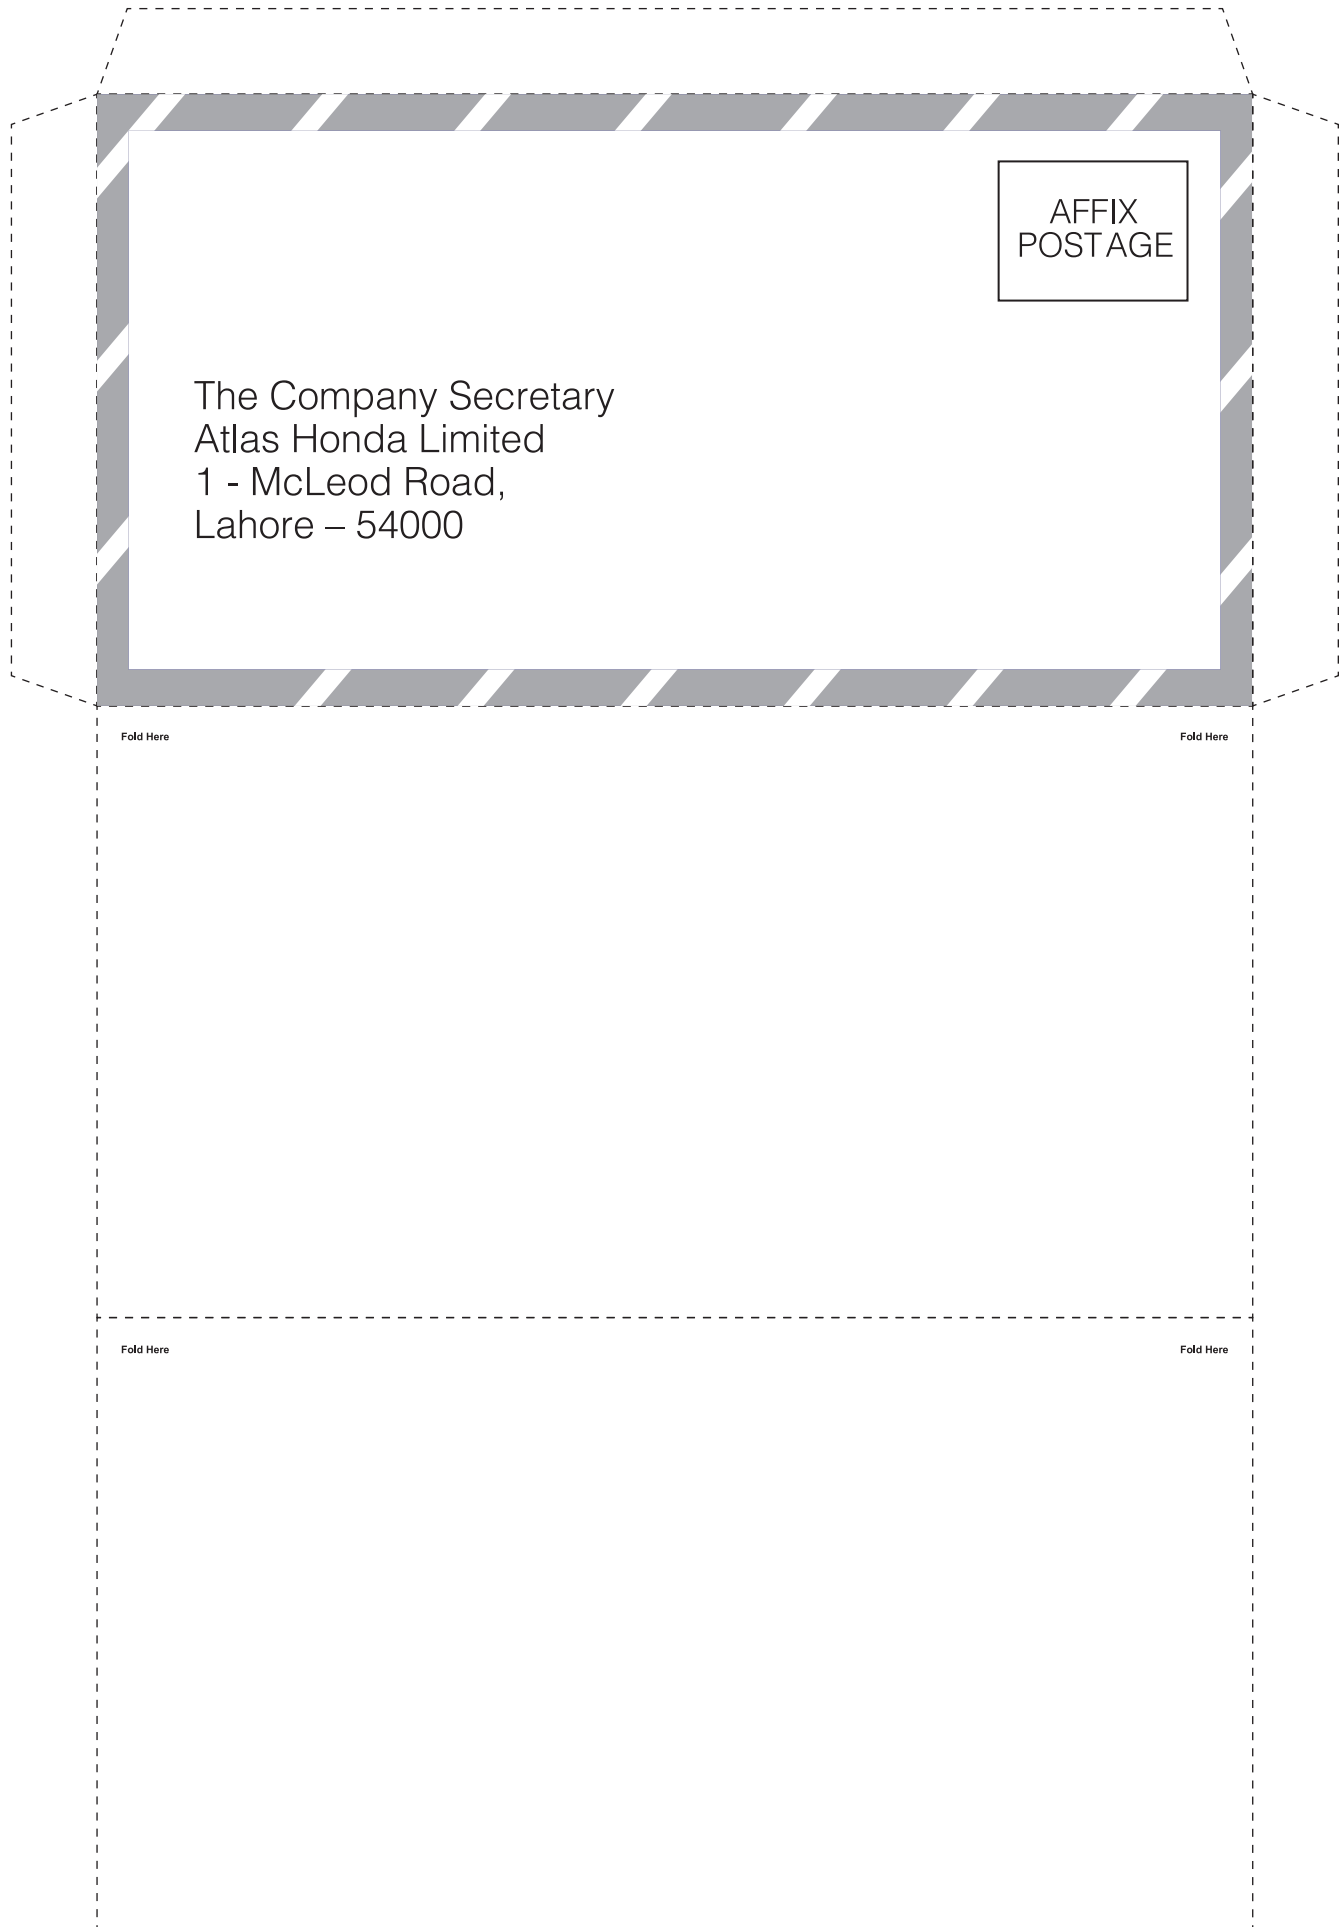 AFFIX
POSTAGE
The Company Secretary
Atlas Honda Limited
1 - McLeod Road,
Lahore – 54000
Fold Here
Fold Here
Fold Here
Fold Here